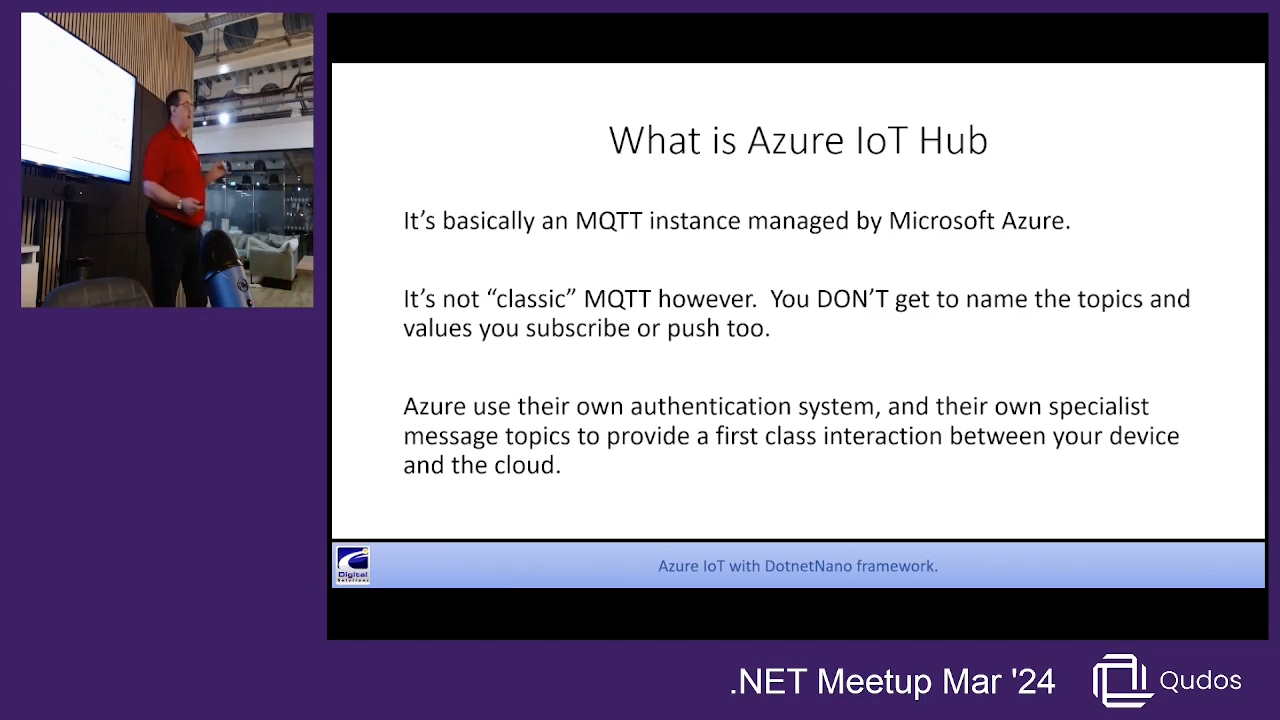 What is Azure IoT Hub
It’s basically an MQTT instance managed by Microsoft Azure.
It’s not “classic” MQTT however.  You DON’T get to name the topics and
values you subscribe or push too.
Azure use their own authentication system, and their own specialist
message topics to provide a first class interaction between your device
and the cloud.
Digital
Solutions
Azure IoT with DotnetNano framework.
.NET Meetup Mar '24
Qudos